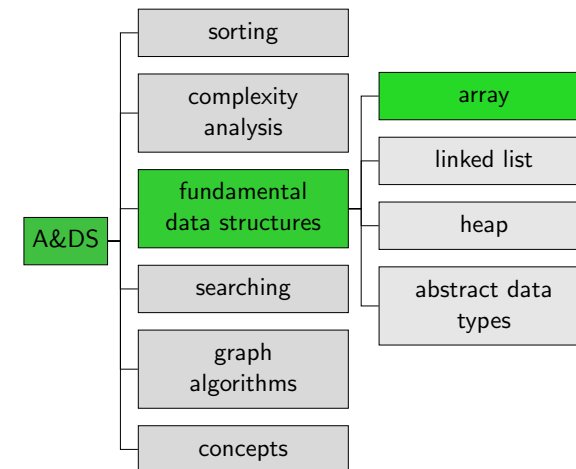 sorting
complexity
analysis
array
linked list
fundamental
data structures
A&DS
heap
searching
abstract data
types
graph
algorithms
concepts